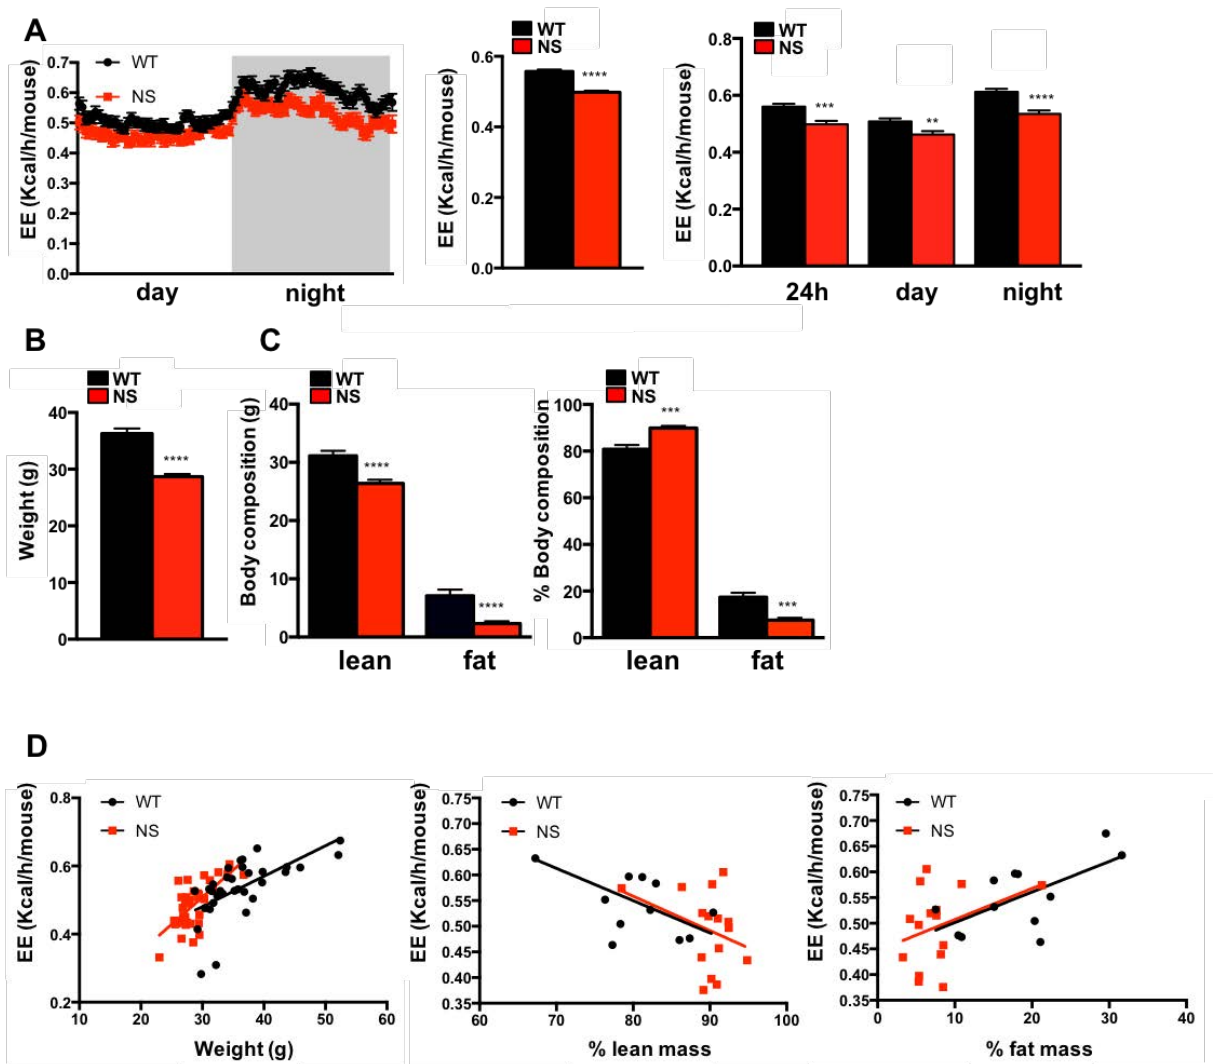 A
EE (Kcal/h/mouse)
0.7
0.6
0.5
0.4
0.3
0.2
0.1
0.0
WT
NS
day
night
EE (Kcal/h/mouse)
0.6
0.4
0.2
0.0
WT
NS
****
EE (Kcal/h/mouse)
0.8
0.6
0.4
0.2
0.0
WT
NS
***
**
****
24h
day
night
B
Weight (g)
40
30
20
10
0
WT
NS
****
C
Body composition (g)
40
30
20
10
0
WT
NS
****
****
lean
fat
% Body composition
100
80
60
40
20
0
WT
NS
***
***
lean
fat
D
EE (Kcal/h/mouse)
0.8
0.6
0.4
0.2
WT
NS
10 20 30 40 50 60
Weight (g)
EE (Kcal/h/mouse)
0.75
0.70
0.65
0.60
0.55
0.50
0.45
0.40
0.35
WT
NS
60 70 80 90 100
% lean mass
EE (Kcal/h/mouse)
0.75
0.70
0.65
0.60
0.55
0.50
0.45
0.40
0.35
WT
NS
0 10 20 30 40
% fat mass